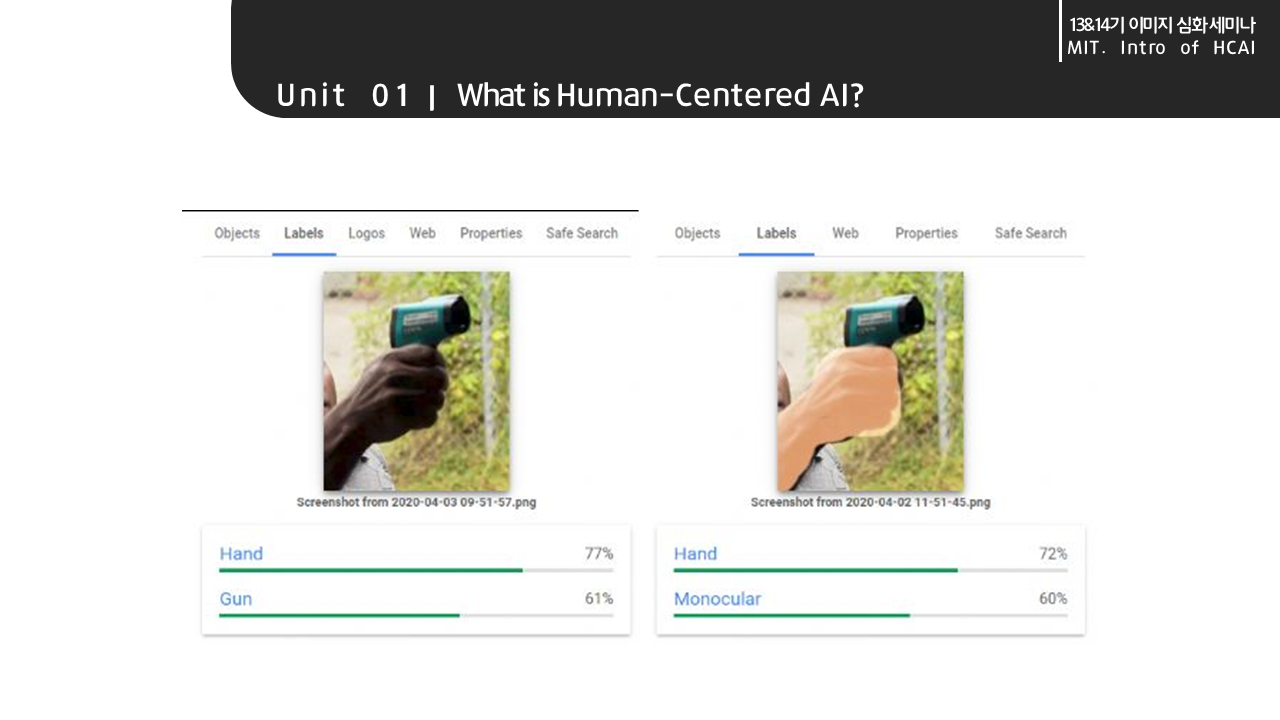 13&14기 이미지 심화세미나
MIT. Intro of HCAI
Unit 01 | What is Human-Centered AI?
Objects Labels Logos Web Properties Safe Search
Screenshot from 2020-04-03 09-51-57.png
Hand 77%
Gun 61%
Objects Labels Web Properties Safe Search
Screenshot from 2020-04-02 11-51-45.png
Hand 72%
Monocular 60%